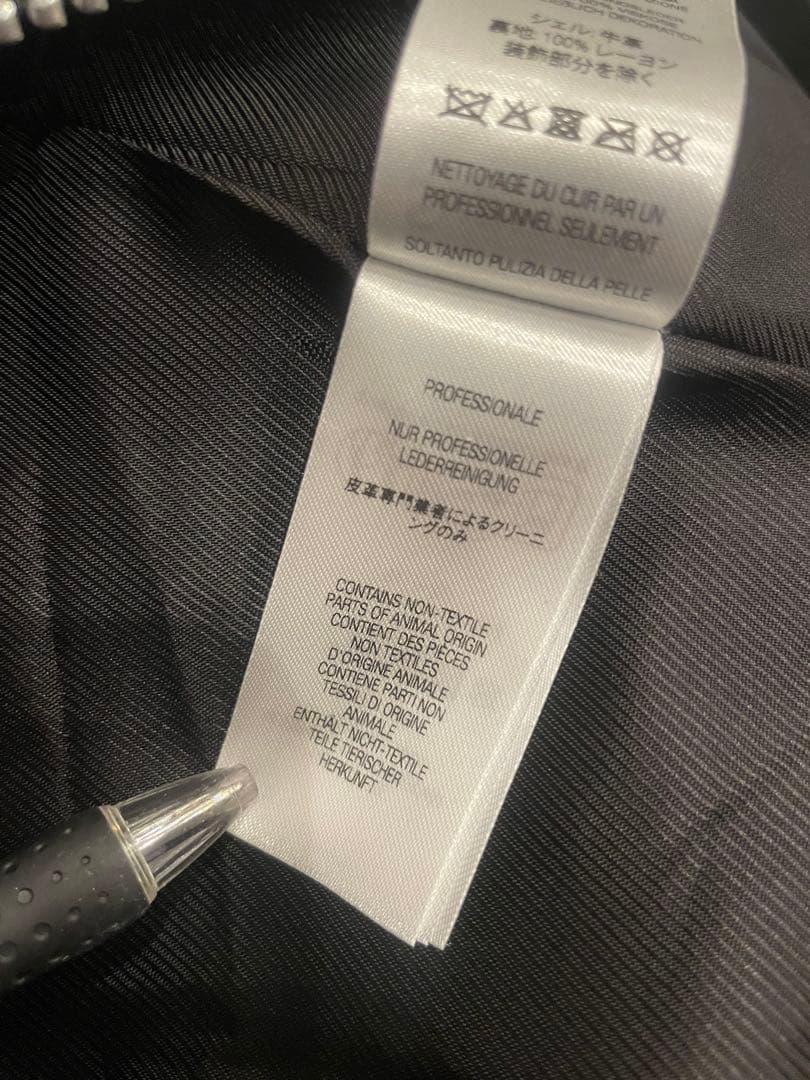 シェル: 牛革
裏地: 100% レーヨン
装飾部分を除く
NETTOYAGE DU CUIR PAR UN
PROFESSIONNEL SEULEMENT
SOLTANTO PULIZIA DELLA PELLE
PROFESSIONALE
NUR PROFESSIONELLE
LEDERREINIGUNG
皮革專門業者によるクリーニ
ングのみ
CONTAINS NON-TEXTILE
PARTS OF ANIMAL ORIGIN
CONTIENT DES PIÈCES
NON TEXTILES
D'ORIGINE ANIMALE
CONTIENE PARTI NON
TESSILI DI ORIGINE
ANIMALE
ENTHÄLT NICHT-TEXTILE
TEILE TIERISCHER
HERKUNFT